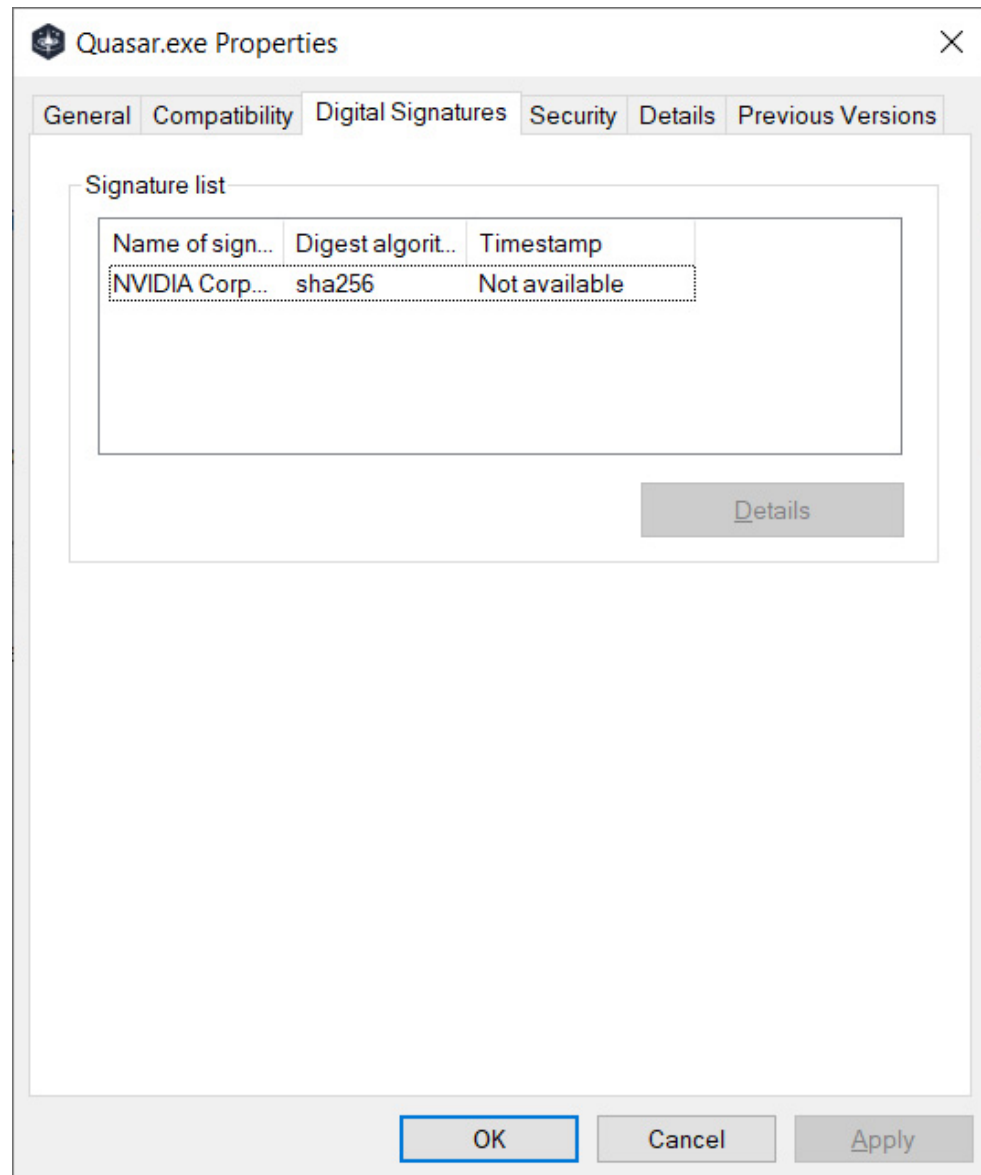 Quasar.exe Properties
General Compatibility Digital Signatures Security Details Previous Versions
Signature list
Name of sign... Digest algorit... Timestamp
NVIDIA Corp... sha256 Not available
Details
OK Cancel Apply